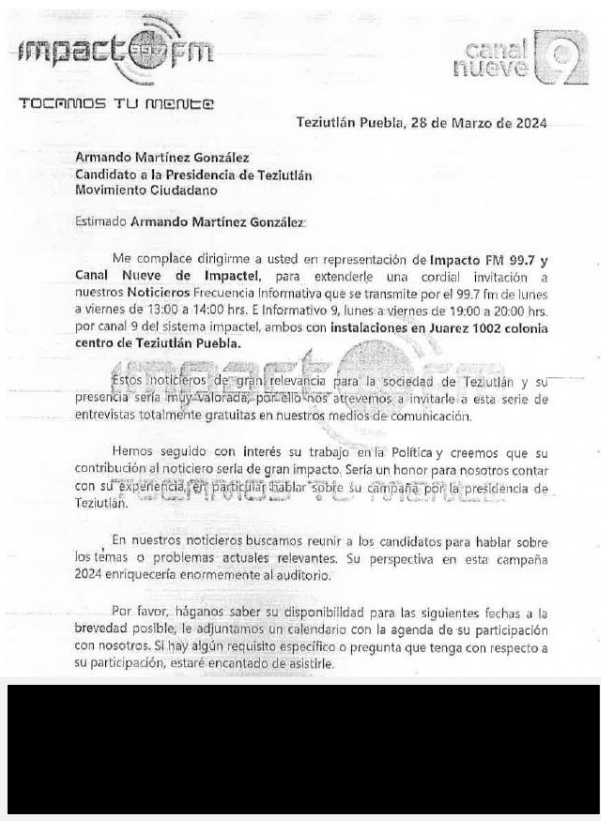 impacto 99.7 FM
TOCAMOS TU MENTE
canal
nueve 9
Teziutlán Puebla, 28 de Marzo de 2024
Armando Martínez González
Candidato a la Presidencia de Teziutlán
Movimiento Ciudadano
Estimado Armando Martínez González:
Me complace dirigirme a usted en representación de Impacto FM 99.7 y
Canal Nueve de Impactel, para extenderle una cordial invitación a
nuestros Noticieros Frecuencia Informativa que se transmite por el 99.7 fm de lunes
a viernes de 13:00 a 14:00 hrs. E Informativo 9, lunes a viernes de 19:00 a 20:00 hrs.
por canal 9 del sistema impactel, ambos con instalaciones en Juarez 1002 colonia
centro de Teziutlán Puebla.
impacto FM
Estos noticieros de gran relevancia para la sociedad de Teziutlán y su
presencia sería muy valorada, por ello nos atrevemos a invitarle a esta serie de
entrevistas totalmente gratuitas en nuestros medios de comunicación.
Hemos seguido con interés su trabajo en la Política y creemos que su
contribución al noticiero sería de gran impacto. Sería un honor para nosotros contar
con su experiencia, en particular hablar sobre su campaña por la presidencia de
Teziutlán.
TOCAMOS TU MENTE
En nuestros noticieros buscamos reunir a los candidatos para hablar sobre
los temas o problemas actuales relevantes. Su perspectiva en esta campaña
2024 enriquecería enormemente al auditorio.
Por favor, háganos saber su disponibilidad para las siguientes fechas a la
brevedad posible, le adjuntamos un calendario con la agenda de su participación
con nosotros. Si hay algún requisito específico o pregunta que tenga con respecto a
su participación, estaré encantado de asistirle.